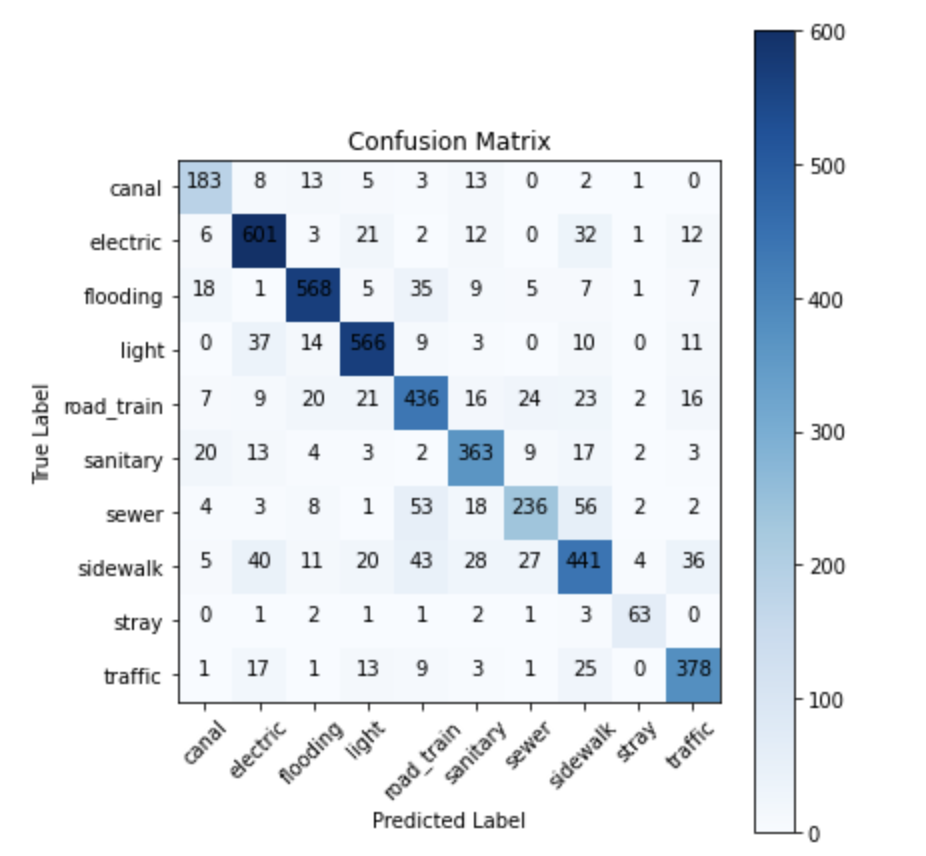 Confusion Matrix
True Label
canal 183 8 13 5 3 13 0 2 1 0
electric 6 601 3 21 2 12 0 32 1 12
flooding 18 1 568 5 35 9 5 7 1 7
light 0 37 14 566 9 3 0 10 0 11
road_train 7 9 20 21 436 16 24 23 2 16
sanitary 20 13 4 3 2 363 9 17 2 3
sewer 4 3 8 1 53 18 236 56 2 2
sidewalk 5 40 11 20 43 28 27 441 4 36
stray 0 1 2 1 1 2 1 3 63 0
traffic 1 17 1 13 9 3 1 25 0 378
canal electric flooding light road_train sanitary sewer sidewalk stray traffic
Predicted Label
600
500
400
300
200
100
0